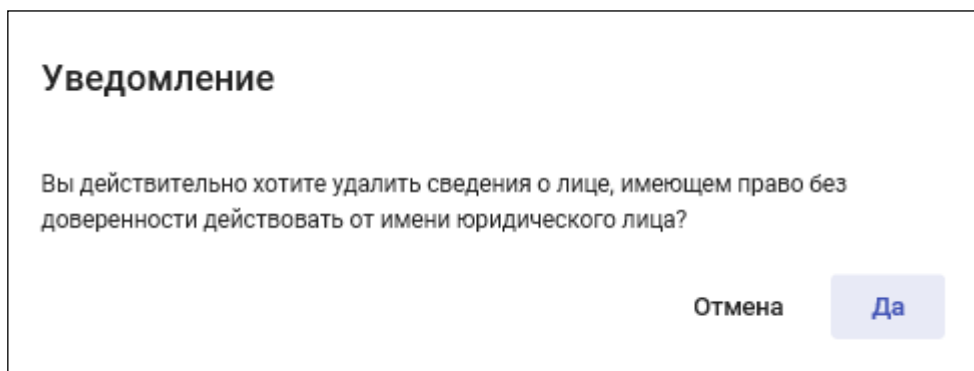 Уведомление
Вы действительно хотите удалить сведения о лице, имеющем право без
доверенности действовать от имени юридического лица?
Отмена
Да